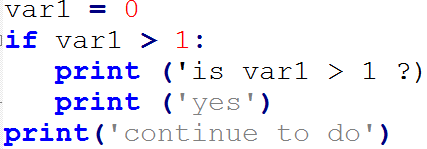 var1 = 0
if var1 > 1:
   print ('is var1 > 1 ?)
   print ('yes')
print('continue to do')